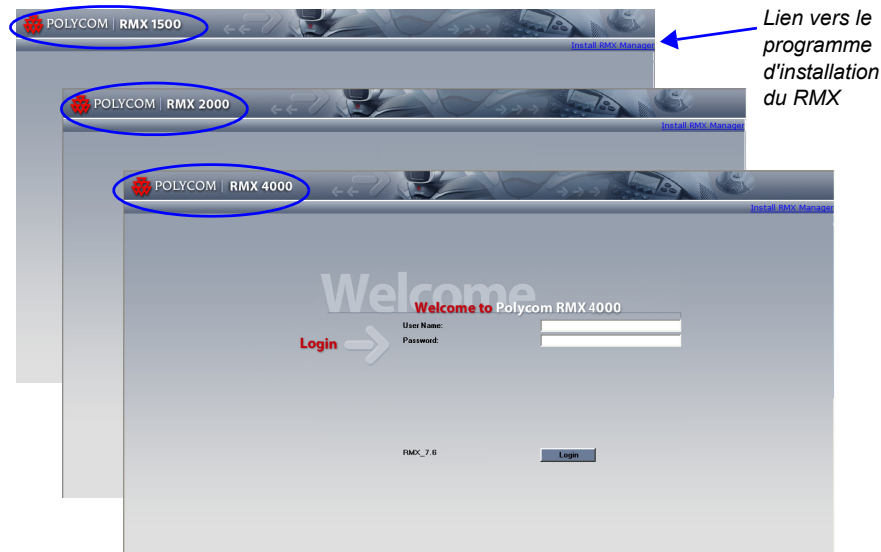 POLYCOM | RMX 1500
Install RMX Manager
Lien vers le
programme
d'installation
du RMX
POLYCOM | RMX 2000
Install RMX Manager
POLYCOM | RMX 4000
Install RMX Manager
Welcome
Welcome to Polycom RMX 4000
User Name:
Login
Password:
RMX_7.6
Login